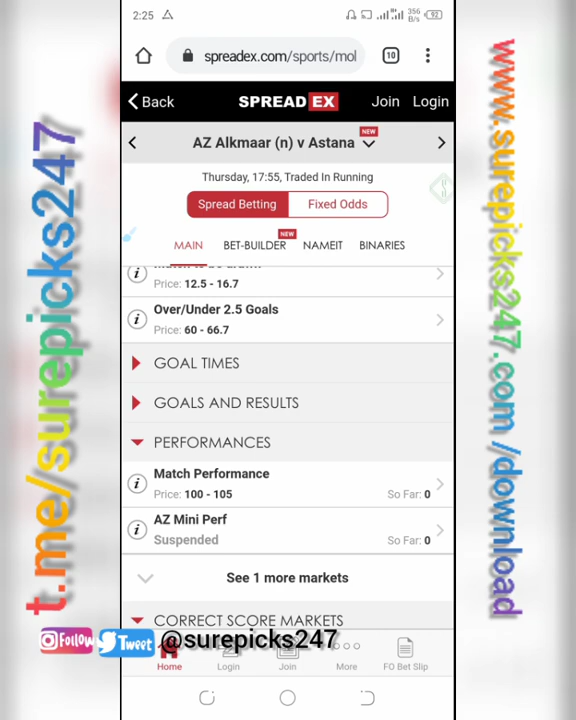 2:25
356
B/s
92
spreadex.com/sports/mol
10
Back
SPREADEX
Join
Login
NEW
AZ Alkmaar (n) v Astana
Thursday, 17:55, Traded In Running
Spread Betting
Fixed Odds
NEW
MAIN
BET-BUILDER
NAMEIT
BINARIES
Price: 12.5 - 16.7
Over/Under 2.5 Goals
Price: 60 - 66.7
GOAL TIMES
GOALS AND RESULTS
PERFORMANCES
Match Performance
Price: 100 - 105
So Far: 0
AZ Mini Perf
Suspended
So Far: 0
See 1 more markets
CORRECT SCORE MARKETS
Follow
Tweet
@surepicks247
Home
Login
Join
More
FO Bet Slip
t.me/surepicks247
www.surepicks247.com /download